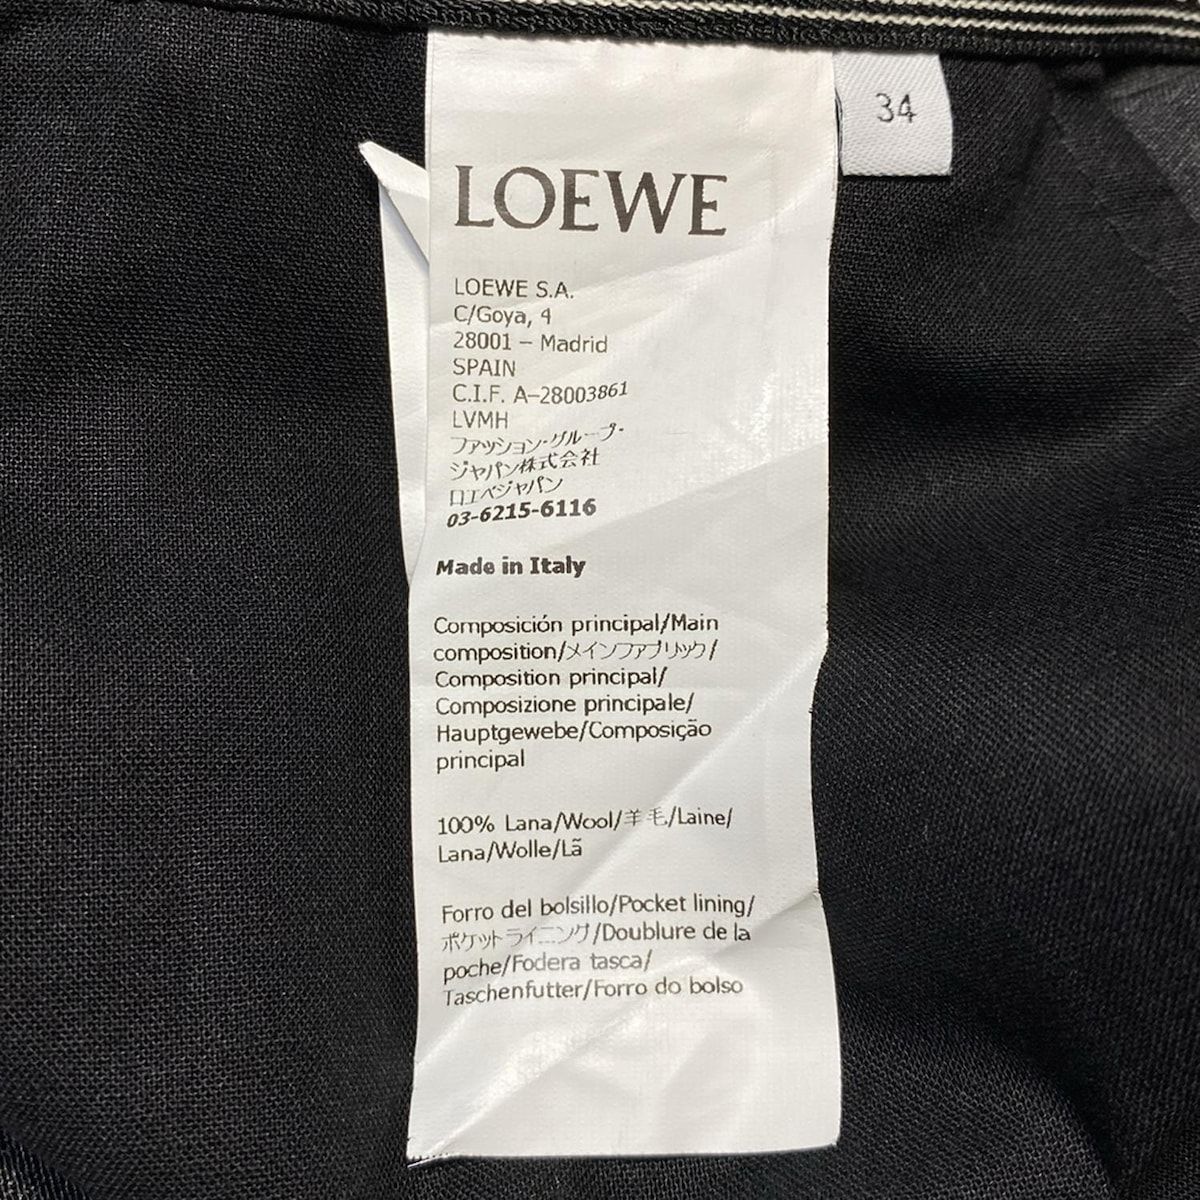 34
LOEWE
LOEWE S.A.
C/Goya, 4
28001 – Madrid
SPAIN
C.I.F. A–28003861
LVMH
ファッション・グループ・
ジャパン株式会社
ロエベジャパン
03-6215-6116
Made in Italy
Composición principal/Main
composition/メインファブリック/
Composition principal/
Composizione principale/
Hauptgewebe/Composição
principal
100% Lana/Wool/羊毛/Laine/
Lana/Wolle/Lã
Forro del bolsillo/Pocket lining/
ポケットライニング/Doublure de la
poche/Fodera tasca/
Taschenfutter/Forro do bolso